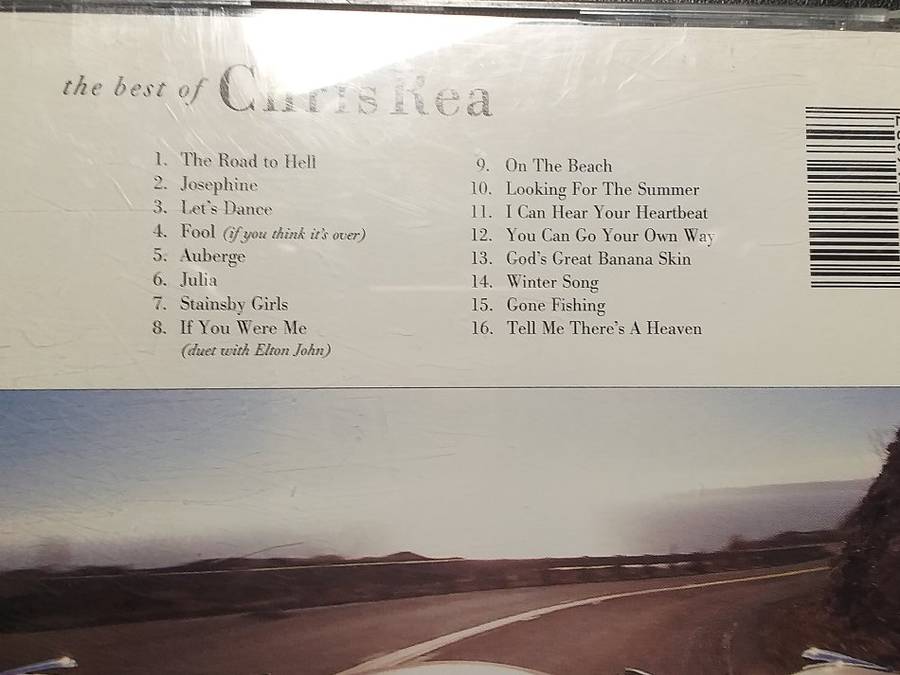 the best of Chris Rea
1. The Road to Hell
2. Josephine
3. Let's Dance
4. Fool (if you think it's over)
5. Auberge
6. Julia
7. Stainsby Girls
8. If You Were Me
(duet with Elton John)
9. On The Beach
10. Looking For The Summer
11. I Can Hear Your Heartbeat
12. You Can Go Your Own Way
13. God's Great Banana Skin
14. Winter Song
15. Gone Fishing
16. Tell Me There's A Heaven